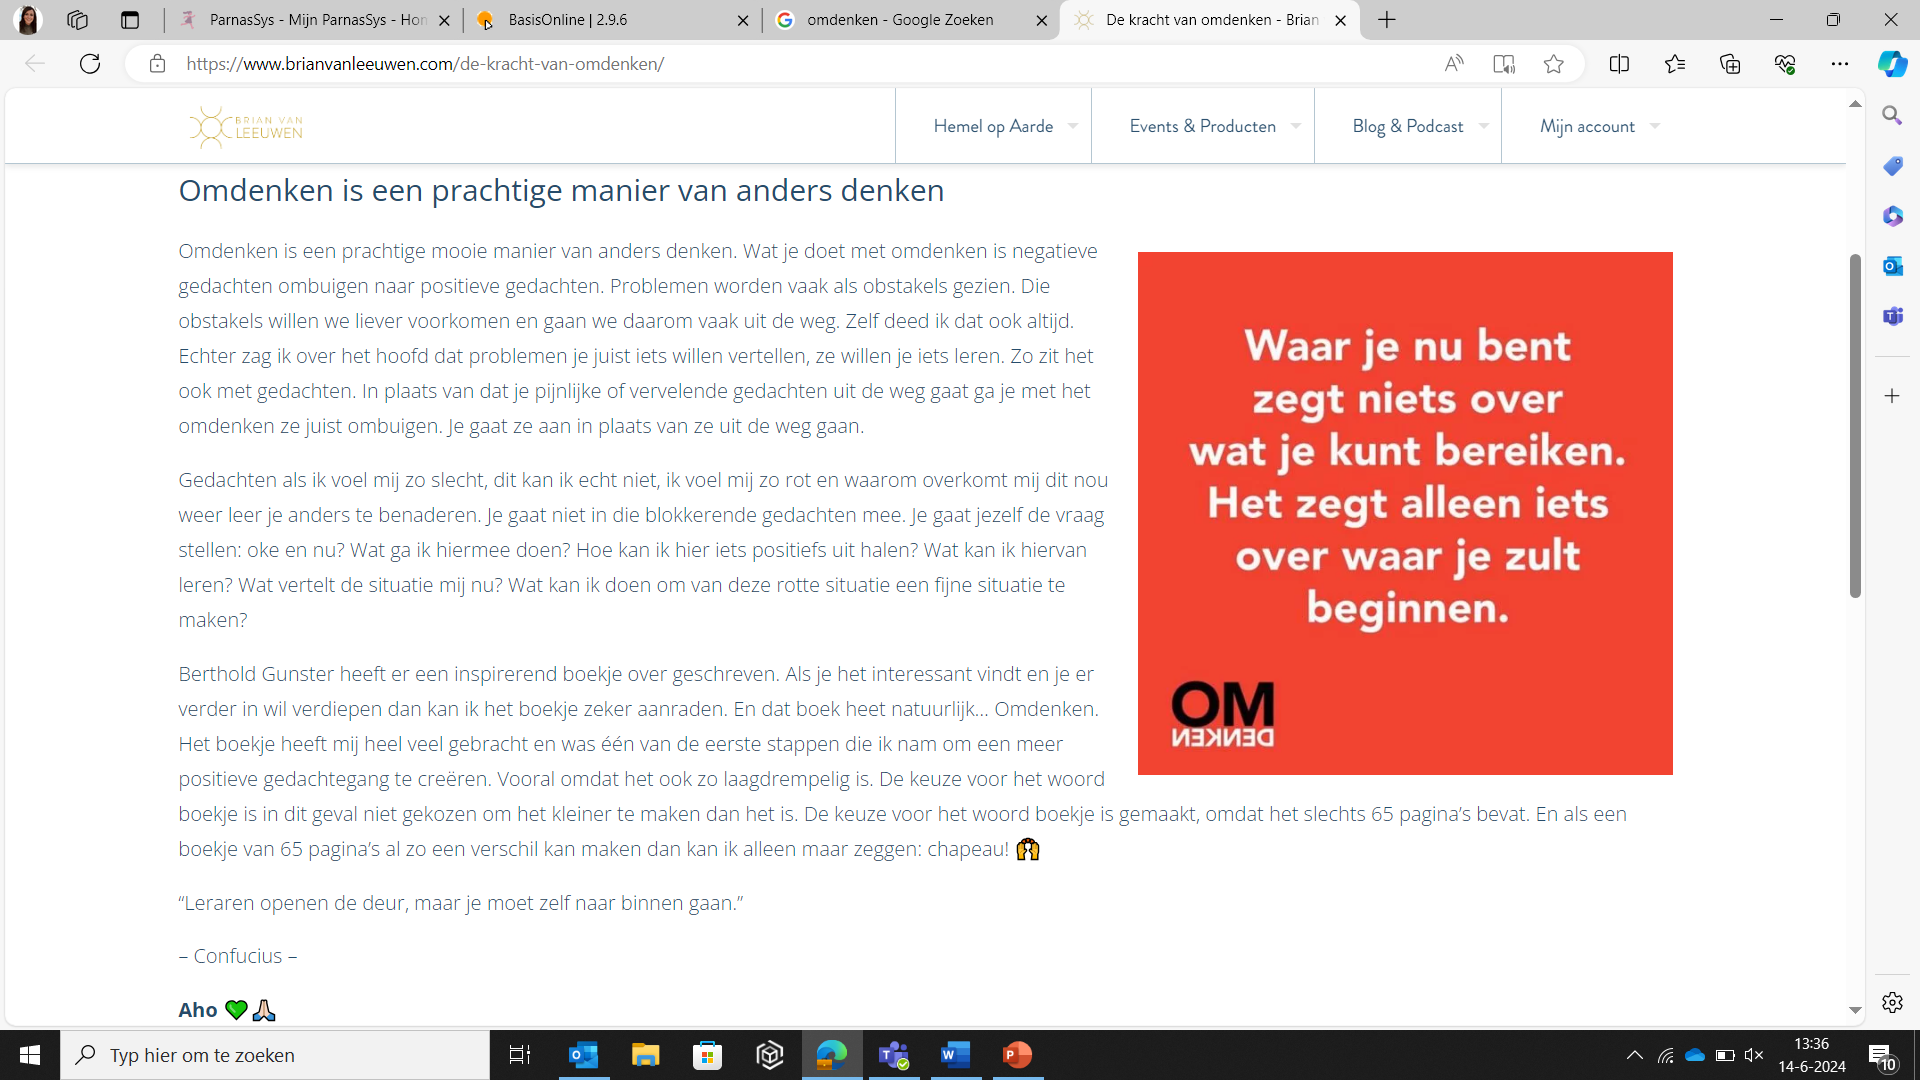 ParnasSys - Mijn ParnasSys - Hor
BasisOnline | 2.9.6
omdenken - Google Zoeken
De kracht van omdenken - Brian
https://www.brianvanleeuwen.com/de-kracht-van-omdenken/
BRIAN VAN
LEEUWEN
Hemel op Aarde
Events & Producten
Blog & Podcast
Mijn account
Omdenken is een prachtige manier van anders denken
Omdenken is een prachtige mooie manier van anders denken. Wat je doet met omdenken is negatieve
gedachten ombuigen naar positieve gedachten. Problemen worden vaak als obstakels gezien. Die
obstakels willen we liever voorkomen en gaan we daarom vaak uit de weg. Zelf deed ik dat ook altijd.
Echter zag ik over het hoofd dat problemen je juist iets willen vertellen, ze willen je iets leren. Zo zit het
ook met gedachten. In plaats van dat je pijnlijke of vervelende gedachten uit de weg gaat ga je met het
omdenken ze juist ombuigen. Je gaat ze aan in plaats van ze uit de weg gaan.
Gedachten als ik voel mij zo slecht, dit kan ik echt niet, ik voel mij zo rot en waarom overkomt mij dit nou
weer leer je anders te benaderen. Je gaat niet in die blokkerende gedachten mee. Je gaat jezelf de vraag
stellen: oke en nu? Wat ga ik hiermee doen? Hoe kan ik hier iets positiefs uit halen? Wat kan ik hiervan
leren? Wat vertelt de situatie mij nu? Wat kan ik doen om van deze rotte situatie een fijne situatie te
maken?
Berthold Gunster heeft er een inspirerend boekje over geschreven. Als je het interessant vindt en je er
verder in wil verdiepen dan kan ik het boekje zeker aanraden. En dat boek heet natuurlijk… Omdenken.
Het boekje heeft mij heel veel gebracht en was één van de eerste stappen die ik nam om een meer
positieve gedachtegang te creëren. Vooral omdat het ook zo laagdrempelig is. De keuze voor het woord
boekje is in dit geval niet gekozen om het kleiner te maken dan het is. De keuze voor het woord boekje is gemaakt, omdat het slechts 65 pagina’s bevat. En als een
boekje van 65 pagina’s al zo een verschil kan maken dan kan ik alleen maar zeggen: chapeau! 🙌
“Leraren openen de deur, maar je moet zelf naar binnen gaan.”
– Confucius –
Aho 💚🙏🏻
Waar je nu bent
zegt niets over
wat je kunt bereiken.
Het zegt alleen iets
over waar je zult
beginnen.
OM
DENKEN
Typ hier om te zoeken
13:36
14-6-2024
10